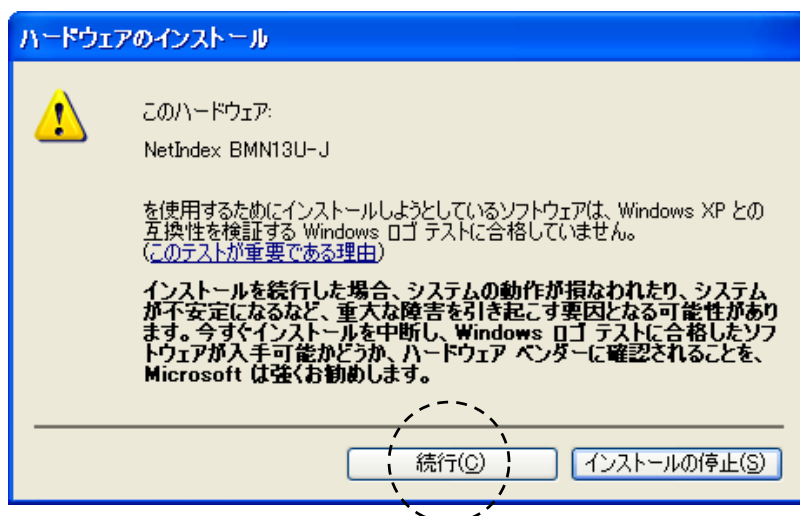 ハードウェアのインストール
このハードウェア:
NetIndex BMN13U-J
を使用するためにインストールしようとしているソフトウェアは、Windows XP との
互換性を検証する Windows ロゴ テストに合格していません。
(このテストが重要である理由)
インストールを続行した場合、システムの動作が損なわれたり、システム
が不安定になるなど、重大な障害を引き起こす要因となる可能性があり
ます。今すぐインストールを中断し、Windows ロゴ テストに合格したソフ
トウェアが入手可能かどうか、ハードウェア ベンダーに確認されることを、
Microsoft は強くお勧めします。
続行(C)
インストールの停止(S)